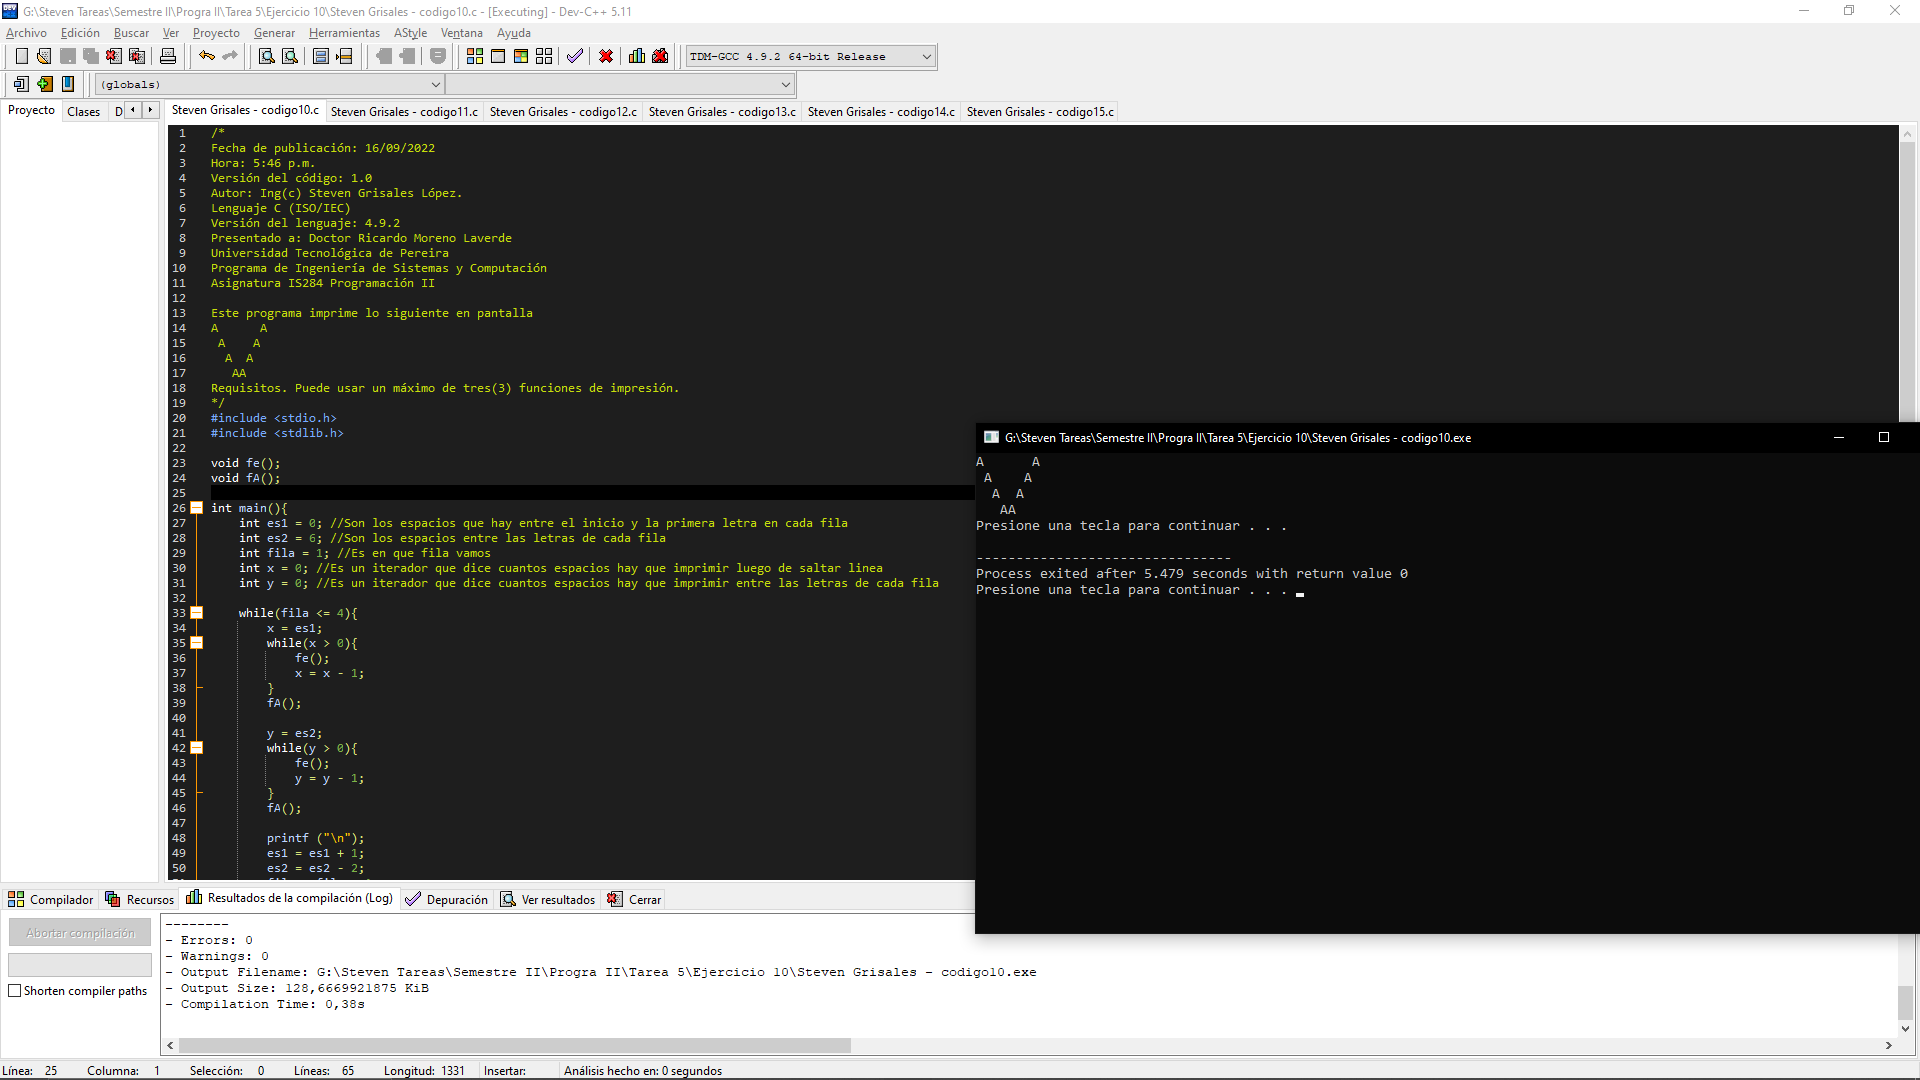 G:\Steven Tareas\Semestre II\Progra II\Tarea 5\Ejercicio 10\Steven Grisales - codigo10.c - [Executing] - Dev-C++ 5.11
Archivo Edición Buscar Ver Proyecto Generar Herramientas AStyle Ventana Ayuda
TDM-GCC 4.9.2 64-bit Release
(globals)
Proyecto Clases D
Steven Grisales - codigo10.c Steven Grisales - codigo11.c Steven Grisales - codigo12.c Steven Grisales - codigo13.c Steven Grisales - codigo14.c Steven Grisales - codigo15.c
1 /*
2 Fecha de publicación: 16/09/2022
3 Hora: 5:46 p.m.
4 Versión del código: 1.0
5 Autor: Ing(c) Steven Grisales López.
6 Lenguaje C (ISO/IEC)
7 Versión del lenguaje: 4.9.2
8 Presentado a: Doctor Ricardo Moreno Laverde
9 Universidad Tecnológica de Pereira
10 Programa de Ingeniería de Sistemas y Computación
11 Asignatura IS284 Programación II
12
13 Este programa imprime lo siguiente en pantalla
14 A      A
15  A    A
16   A  A
17    AA
18 Requisitos. Puede usar un máximo de tres(3) funciones de impresión.
19 */
20 #include <stdio.h>
21 #include <stdlib.h>
22
23 void fe();
24 void fA();
25
26 int main(){
27     int es1 = 0; //Son los espacios que hay entre el inicio y la primera letra en cada fila
28     int es2 = 6; //Son los espacios entre las letras de cada fila
29     int fila = 1; //Es en que fila vamos
30     int x = 0; //Es un iterador que dice cuantos espacios hay que imprimir luego de saltar linea
31     int y = 0; //Es un iterador que dice cuantos espacios hay que imprimir entre las letras de cada fila
32
33     while(fila <= 4){
34         x = es1;
35         while(x > 0){
36             fe();
37             x = x - 1;
38         }
39         fA();
40
41         y = es2;
42         while(y > 0){
43             fe();
44             y = y - 1;
45         }
46         fA();
47
48         printf ("\n");
49         es1 = es1 + 1;
50         es2 = es2 - 2;
G:\Steven Tareas\Semestre II\Progra II\Tarea 5\Ejercicio 10\Steven Grisales - codigo10.exe
A      A
 A    A
  A  A
   AA
Presione una tecla para continuar . . .
--------------------------------
Process exited after 5.479 seconds with return value 0
Presione una tecla para continuar . . .
Compilador Recursos Resultados de la compilación (Log) Depuración Ver resultados Cerrar
Abortar compilación
Shorten compiler paths
--------
- Errors: 0
- Warnings: 0
- Output Filename: G:\Steven Tareas\Semestre II\Progra II\Tarea 5\Ejercicio 10\Steven Grisales - codigo10.exe
- Output Size: 128,6669921875 KiB
- Compilation Time: 0,38s
Línea: 25 Columna: 1 Selección: 0 Líneas: 65 Longitud: 1331 Insertar: Análisis hecho en: 0 segundos